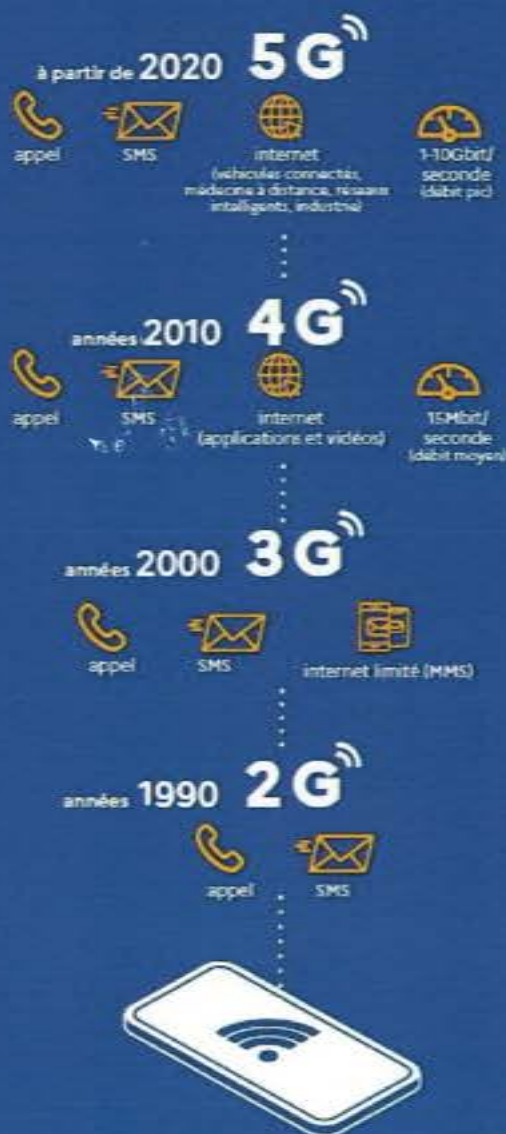 à partir de 2020 5G
appel
SMS
internet
(véhicules connectés,
médecine à distance, réseaux
intelligents, industrie)
1-10Gbit/
seconde
(débit pic)
années 2010 4G
appel
SMS
internet
(applications et vidéos)
15Mbit/
seconde
(débit moyen)
années 2000 3G
appel
SMS
internet limité (MMS)
années 1990 2G
appel
SMS